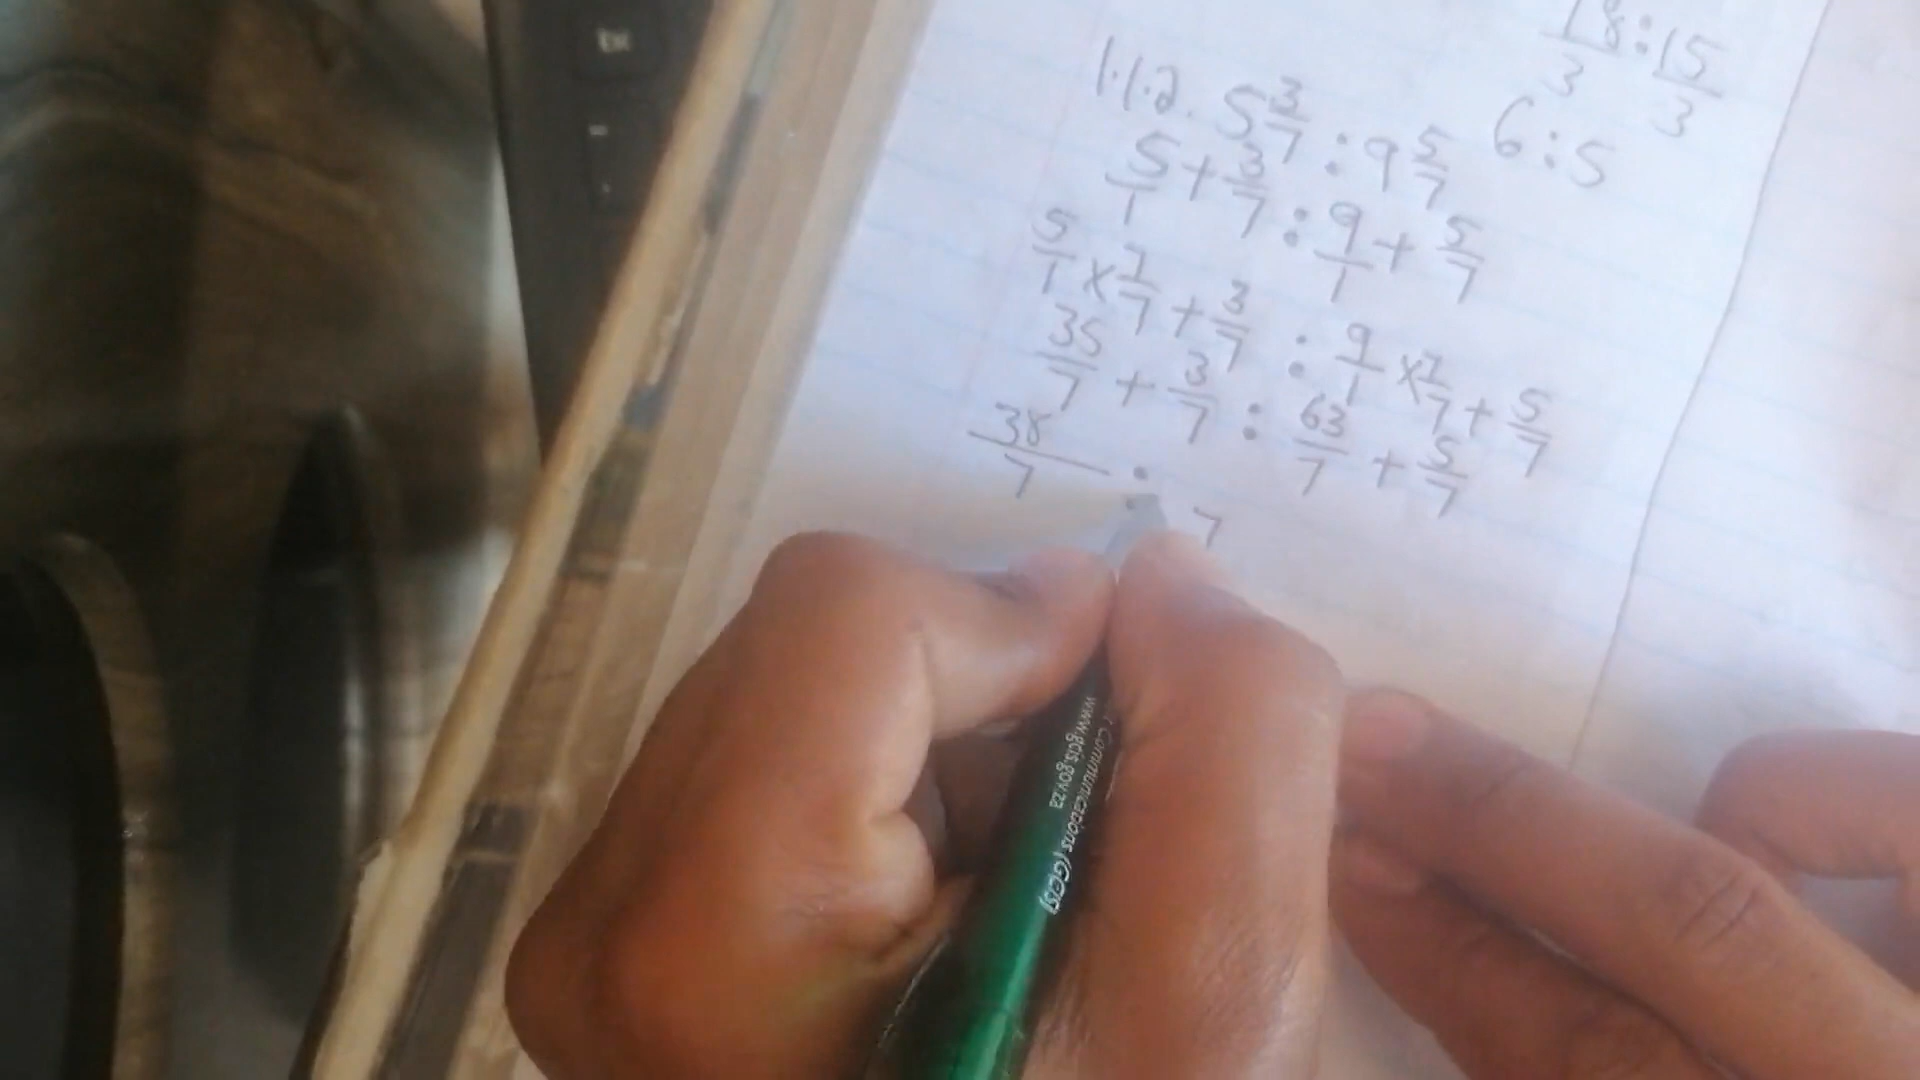 18:15
3 3
6:5
1.1.2. 5 3/7 : 9 5/7
5/1 + 3/7 : 9/1 + 5/7
5/1 × 7/7 + 3/7 : 9/1 × 7/7 + 5/7
35/7 + 3/7 : 63/7 + 5/7
38/7 : 7
Communications (GCIS)
www.gcis.gov.za